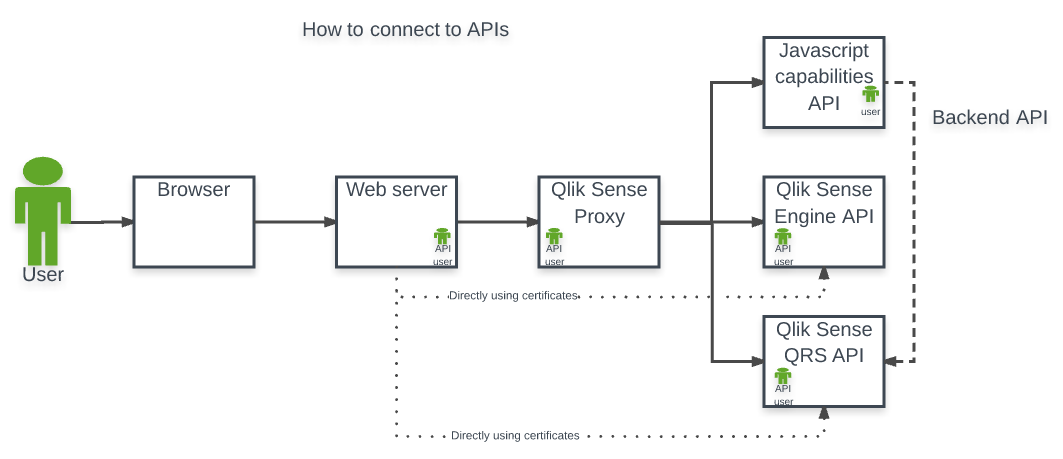 How to connect to APIs
Javascript
capabilities
API
user
Backend API
User
Browser
Web server
API
user
Qlik Sense
Proxy
API
user
Qlik Sense
Engine API
API
user
Directly using certificates
Qlik Sense
QRS API
API
user
Directly using certificates